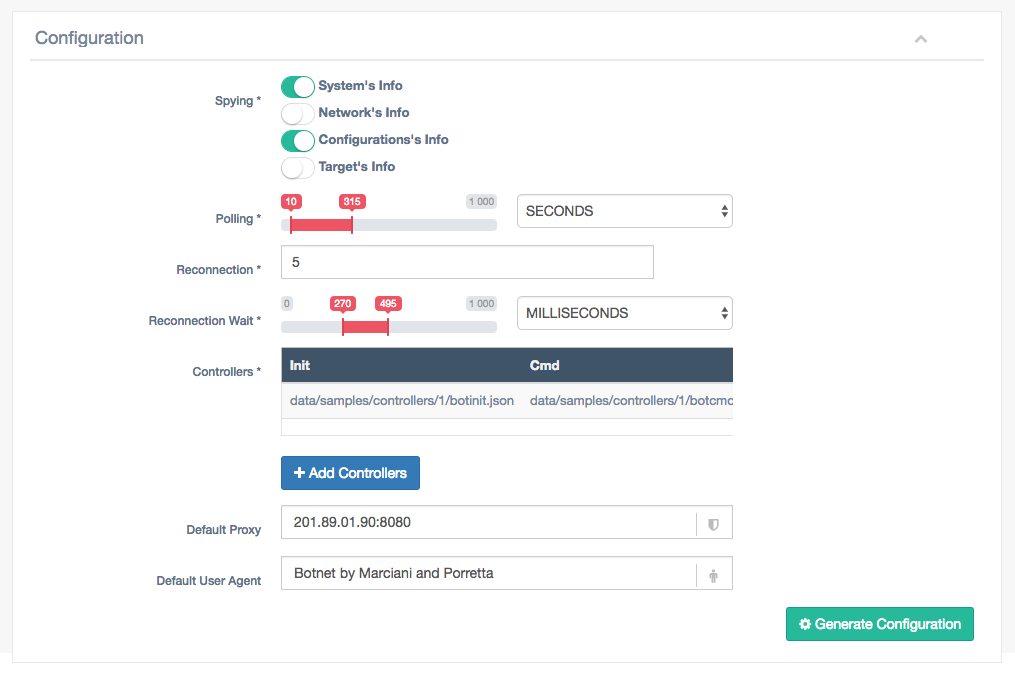 Configuration
Spying *
System's Info
Network's Info
Configurations's Info
Target's Info
Polling *
10 315 1 000
SECONDS
Reconnection *
5
Reconnection Wait *
0 270 495 1 000
MILLISECONDS
Controllers *
Init Cmd
data/samples/controllers/1/botinit.json data/samples/controllers/1/botcmd
Add Controllers
Default Proxy
201.89.01.90:8080
Default User Agent
Botnet by Marciani and Porretta
Generate Configuration